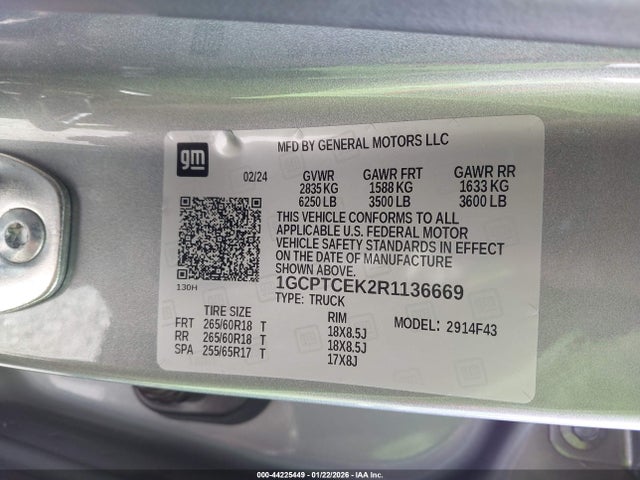 gm
MFD BY GENERAL MOTORS LLC
02/24
GVWR GAWR FRT GAWR RR
2835 KG 1588 KG 1633 KG
6250 LB 3500 LB 3600 LB
THIS VEHICLE CONFORMS TO ALL
APPLICABLE U.S. FEDERAL MOTOR
VEHICLE SAFETY STANDARDS IN EFFECT
ON THE DATE OF MANUFACTURE
SHOWN ABOVE.
130H
1GCPTCEK2R1136669
TYPE: TRUCK
TIRE SIZE RIM
FRT 265/60R18 T 18X8.5J MODEL: 2914F43
RR 265/60R18 T 18X8.5J
SPA 255/65R17 T 17X8J
000-44225449 | 01/22/2026 | IAA Inc.